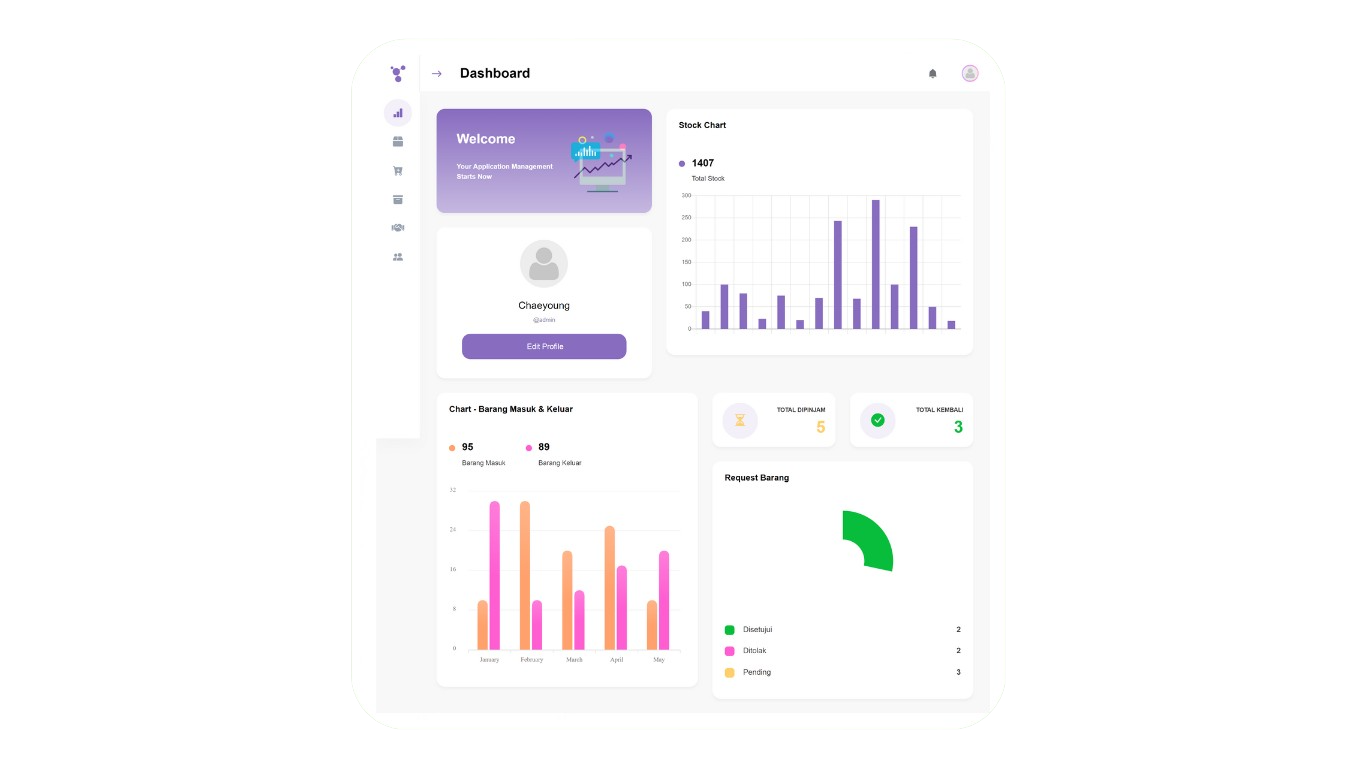 Dashboard
Welcome
Your Application Management
Starts Now
Chaeyoung
@admin
Edit Profile
Stock Chart
1407
Total Stock
300
250
200
150
100
50
0
Chart - Barang Masuk & Keluar
95
Barang Masuk
89
Barang Keluar
32
24
16
8
0
January
February
March
April
May
TOTAL DIPINJAM
5
TOTAL KEMBALI
3
Request Barang
Disetujui 2
Ditolak 2
Pending 3